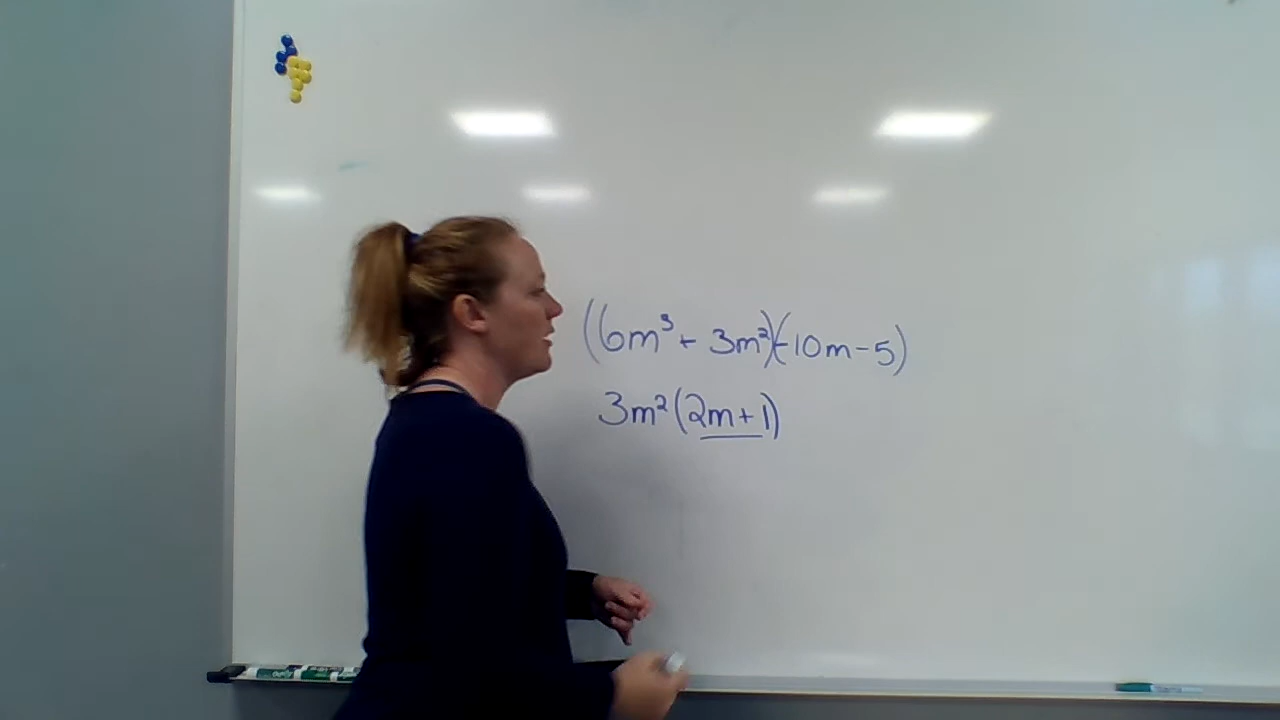 (6m³ + 3m²)(-10m - 5)
3m²(2m + 1)